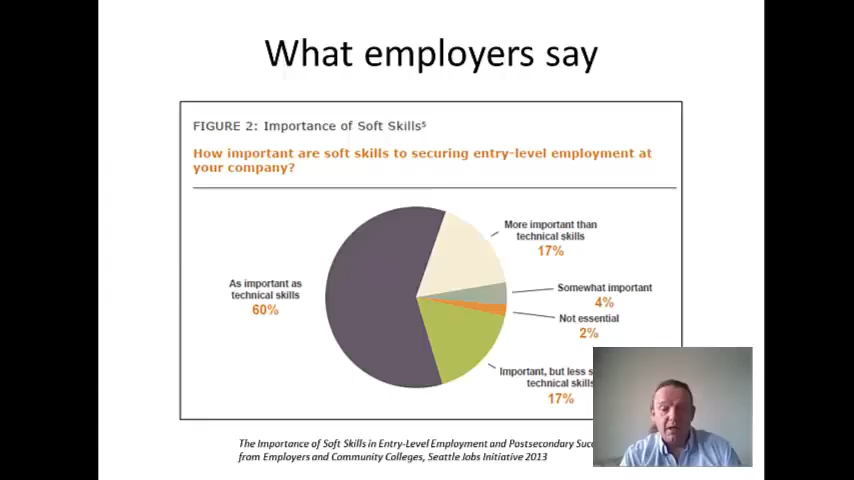 What employers say
FIGURE 2: Importance of Soft Skills⁵
How important are soft skills to securing entry-level employment at
your company?
More important than
technical skills
17%
As important as
technical skills
60%
Somewhat important
4%
Not essential
2%
Important, but less
technical skills
17%
The Importance of Soft Skills in Entry-Level Employment and Postsecondary
from Employers and Community Colleges, Seattle Jobs Initiative 2013